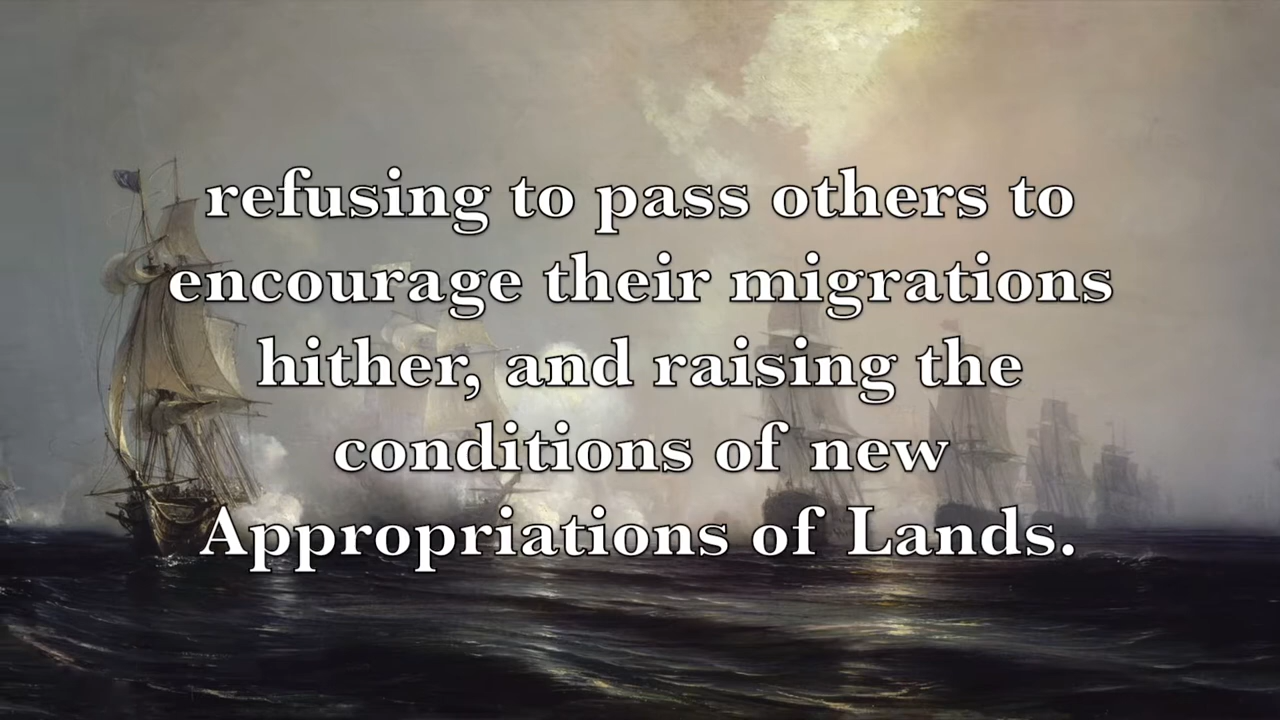 refusing to pass others to
encourage their migrations
hither, and raising the
conditions of new
Appropriations of Lands.